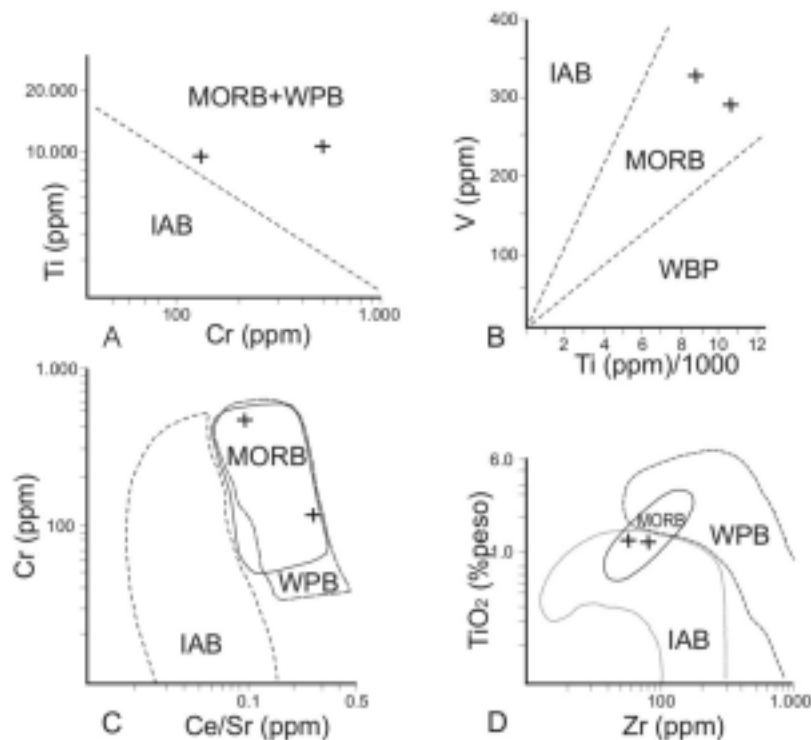 20.000
MORB+WPB
10.000
IAB
Ti (ppm)
100
1.000
A
Cr (ppm)
400
IAB
300
MORB
200
V (ppm)
100
WBP
2 4 6 8 10 12
B
Ti (ppm)/1000
1.000
MORB
100
Cr (ppm)
WPB
IAB
0.1
0.5
C
Ce/Sr (ppm)
6.0
MORB
WPB
1.0
TiO₂ (%peso)
IAB
100
1.000
D
Zr (ppm)